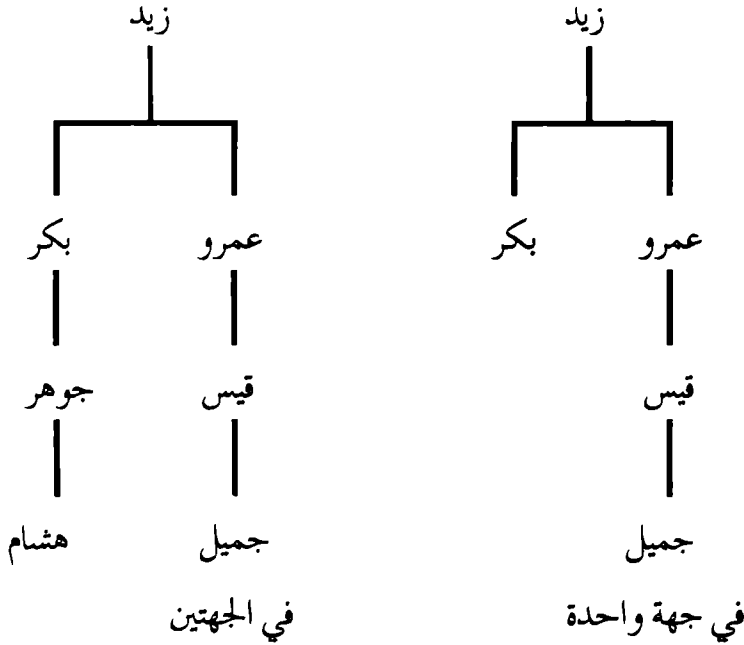 زيد زيد
عمرو بكر عمرو بكر
قيس قيس جوهر
جميل جميل هشام
في جهة واحدة في الجهتين